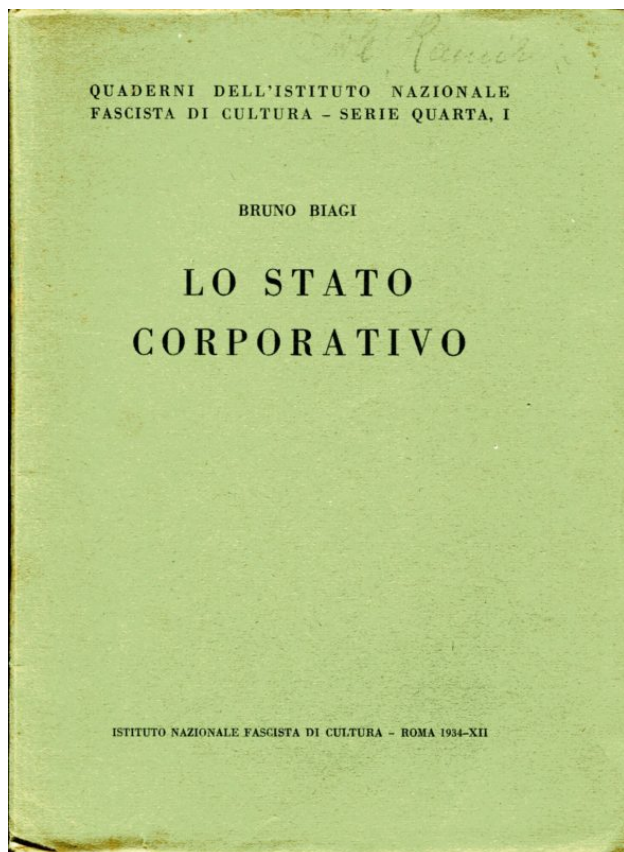 QUADERNI DELL'ISTITUTO NAZIONALE
FASCISTA DI CULTURA – SERIE QUARTA, I
BRUNO BIAGI
LO STATO
CORPORATIVO
ISTITUTO NAZIONALE FASCISTA DI CULTURA – ROMA 1934–XII